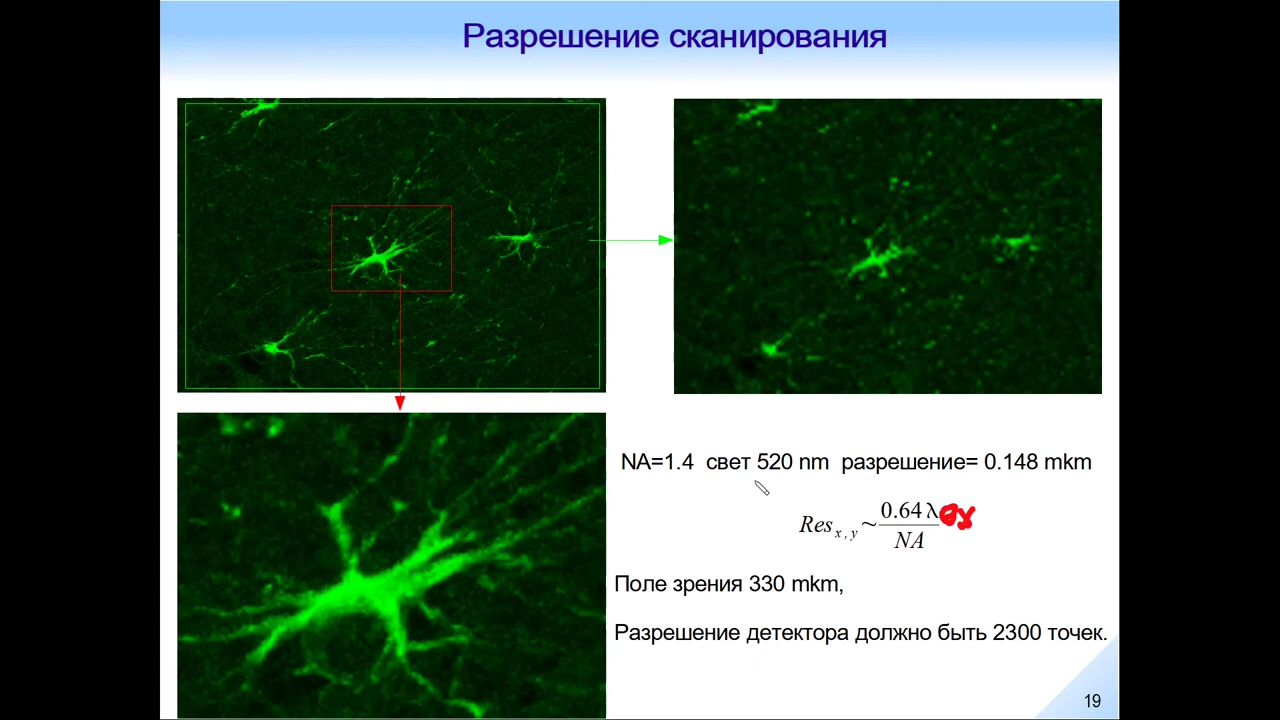 Разрешение сканирования
NA=1.4 свет 520 nm разрешение= 0.148 mkm
Res x , y ~ 0.64 λ / NA
Поле зрения 330 mkm,
Разрешение детектора должно быть 2300 точек.
19